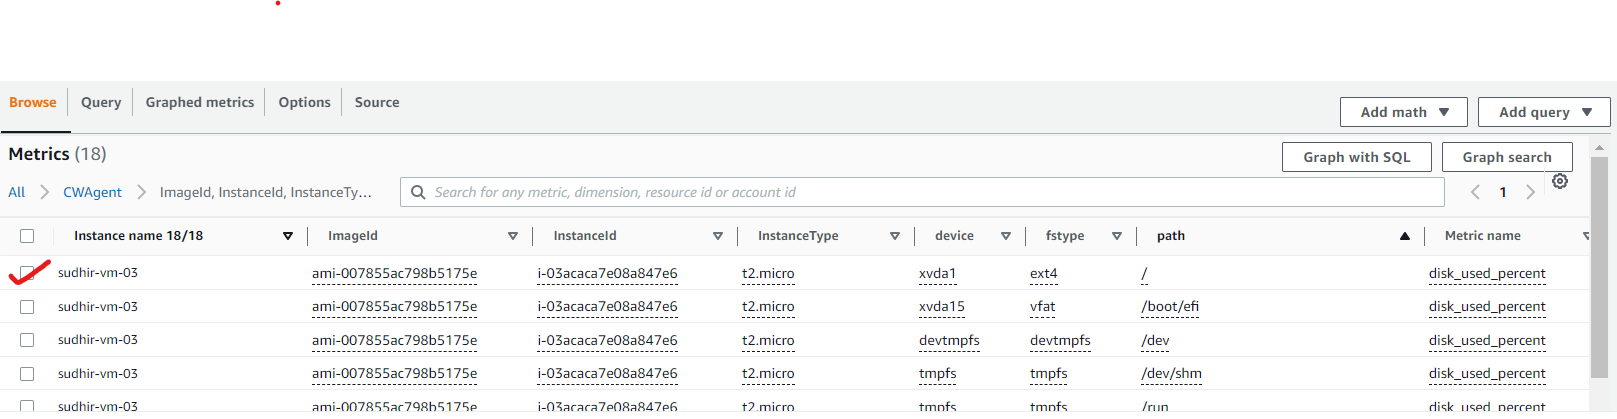 Browse Query Graphed metrics Options Source
Add math Add query
Metrics (18)
Graph with SQL Graph search
All CWAgent ImageId, InstanceId, InstanceTy... Search for any metric, dimension, resource id or account id 1
Instance name 18/18 ImageId InstanceId InstanceType device fstype path Metric name
sudhir-vm-03 ami-007855ac798b5175e i-03acaca7e08a847e6 t2.micro xvda1 ext4 / disk_used_percent
sudhir-vm-03 ami-007855ac798b5175e i-03acaca7e08a847e6 t2.micro xvda15 vfat /boot/efi disk_used_percent
sudhir-vm-03 ami-007855ac798b5175e i-03acaca7e08a847e6 t2.micro devtmpfs devtmpfs /dev disk_used_percent
sudhir-vm-03 ami-007855ac798b5175e i-03acaca7e08a847e6 t2.micro tmpfs tmpfs /dev/shm disk_used_percent
sudhir-vm-03 ami-007855ac798b5175e i-03acaca7e08a847e6 t2.micro tmpfs tmpfs /run disk_used_percent